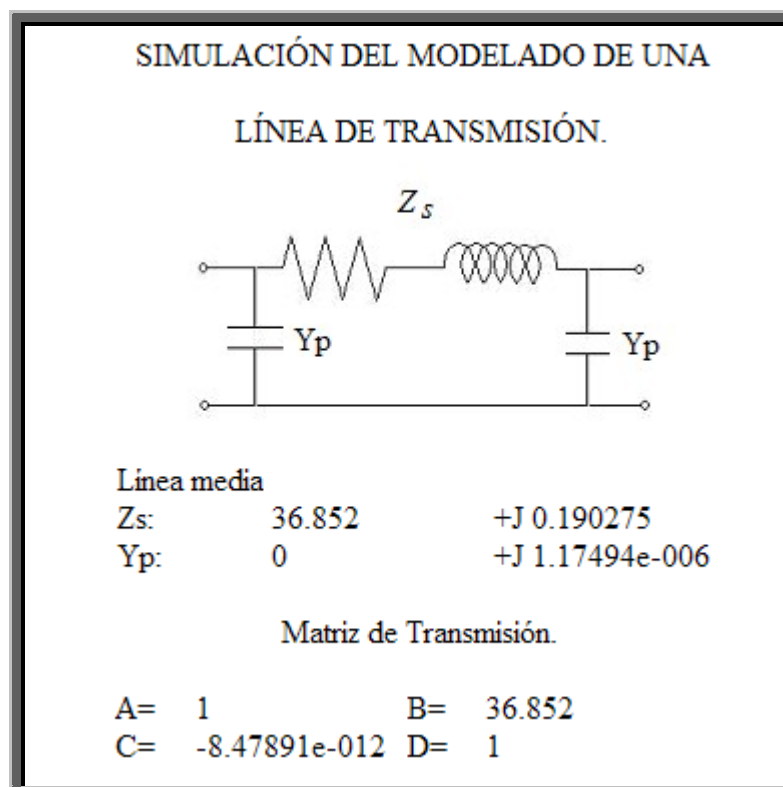 SIMULACIÓN DEL MODELADO DE UNA
LÍNEA DE TRANSMISIÓN.
Zs
Yp
Yp
Línea media
Zs: 36.852 +J 0.190275
Yp: 0 +J 1.17494e-006
Matriz de Transmisión.
A= 1 B= 36.852
C= -8.47891e-012 D= 1